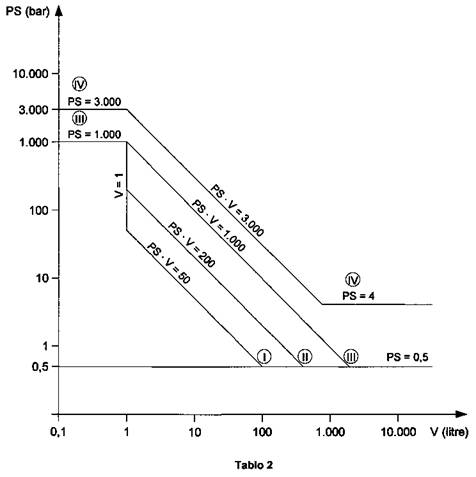 PS (bar)
10.000
IV
PS = 3.000
3.000
III
PS = 1.000
1.000
V = 1
PS · V = 3.000
PS · V = 1.000
100
PS · V = 200
PS · V = 50
10
IV
PS = 4
1
I
II
III
PS = 0,5
0,5
0,1
1
10
100
1.000
10.000
V (litre)
Tablo 2